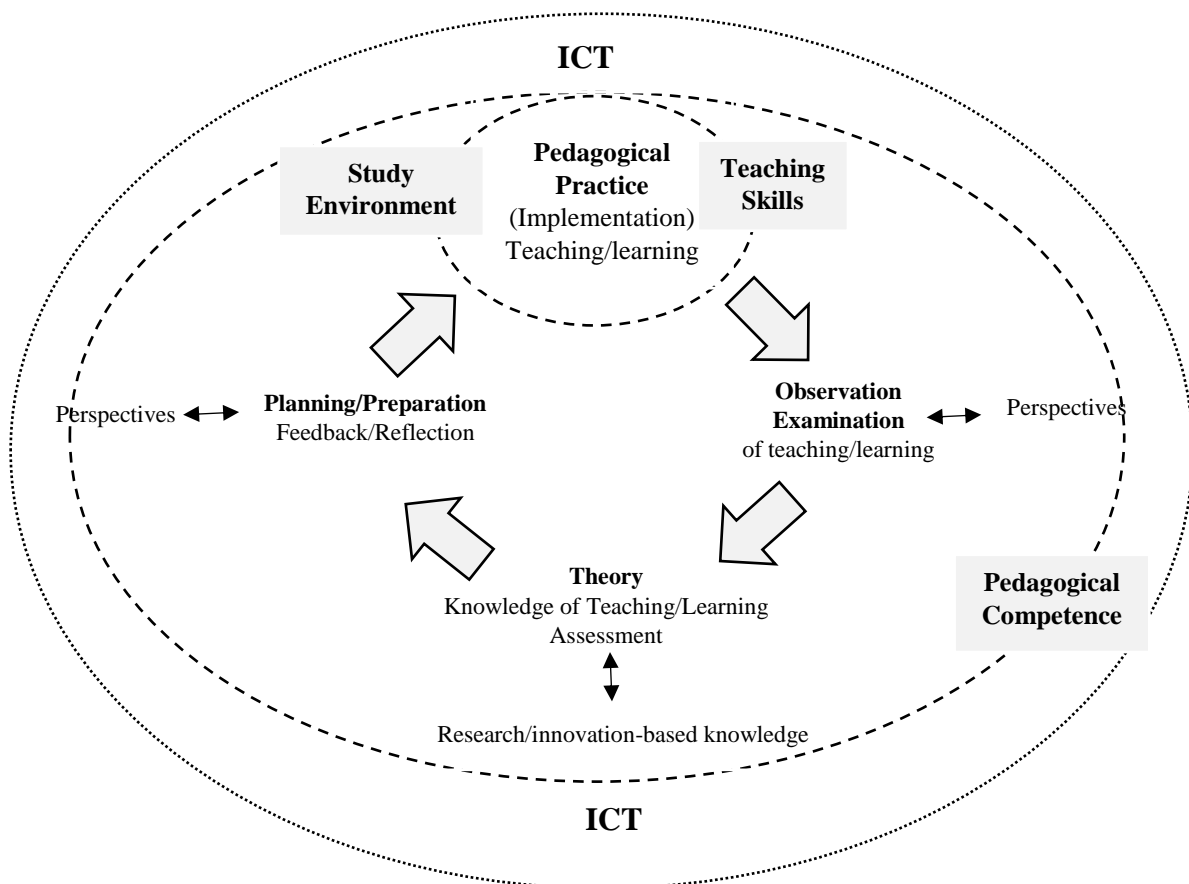 ICT
Study
Environment
Pedagogical
Practice
(Implementation)
Teaching/learning
Teaching
Skills
Perspectives
Planning/Preparation
Feedback/Reflection
Observation
Examination
of teaching/learning
Perspectives
Theory
Knowledge of Teaching/Learning
Assessment
Pedagogical
Competence
Research/innovation-based knowledge
ICT